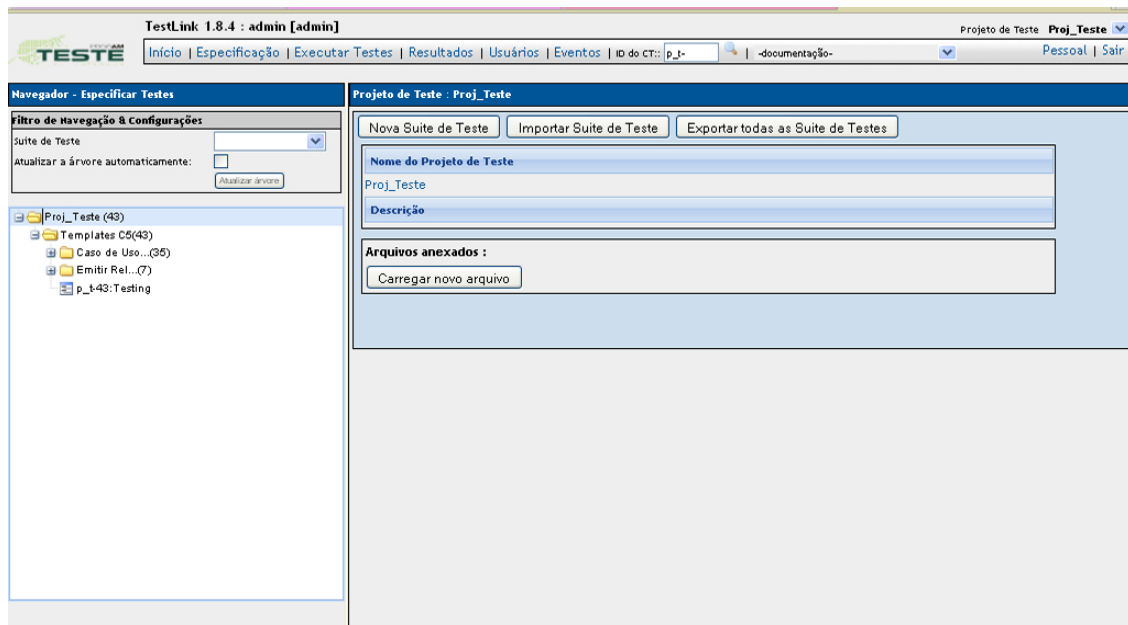 TestLink 1.8.4 : admin [admin]
Projeto de Teste Proj_Teste
TESTE
Início | Especificação | Executar Testes | Resultados | Usuários | Eventos | ID do CT:: p_t- | -documentação-
Pessoal | Sair
Navegador - Especificar Testes
Projeto de Teste : Proj_Teste
Filtro de Navegação & Configurações
Suite de Teste
Atualizar a árvore automaticamente:
Atualizar árvore
Nova Suite de Teste
Importar Suite de Teste
Exportar todas as Suite de Testes
Nome do Projeto de Teste
Proj_Teste
Descrição
Arquivos anexados :
Carregar novo arquivo
Proj_Teste (43)
Templates C5(43)
Caso de Uso...(35)
Emitir Rel...(7)
p_t-43:Testing